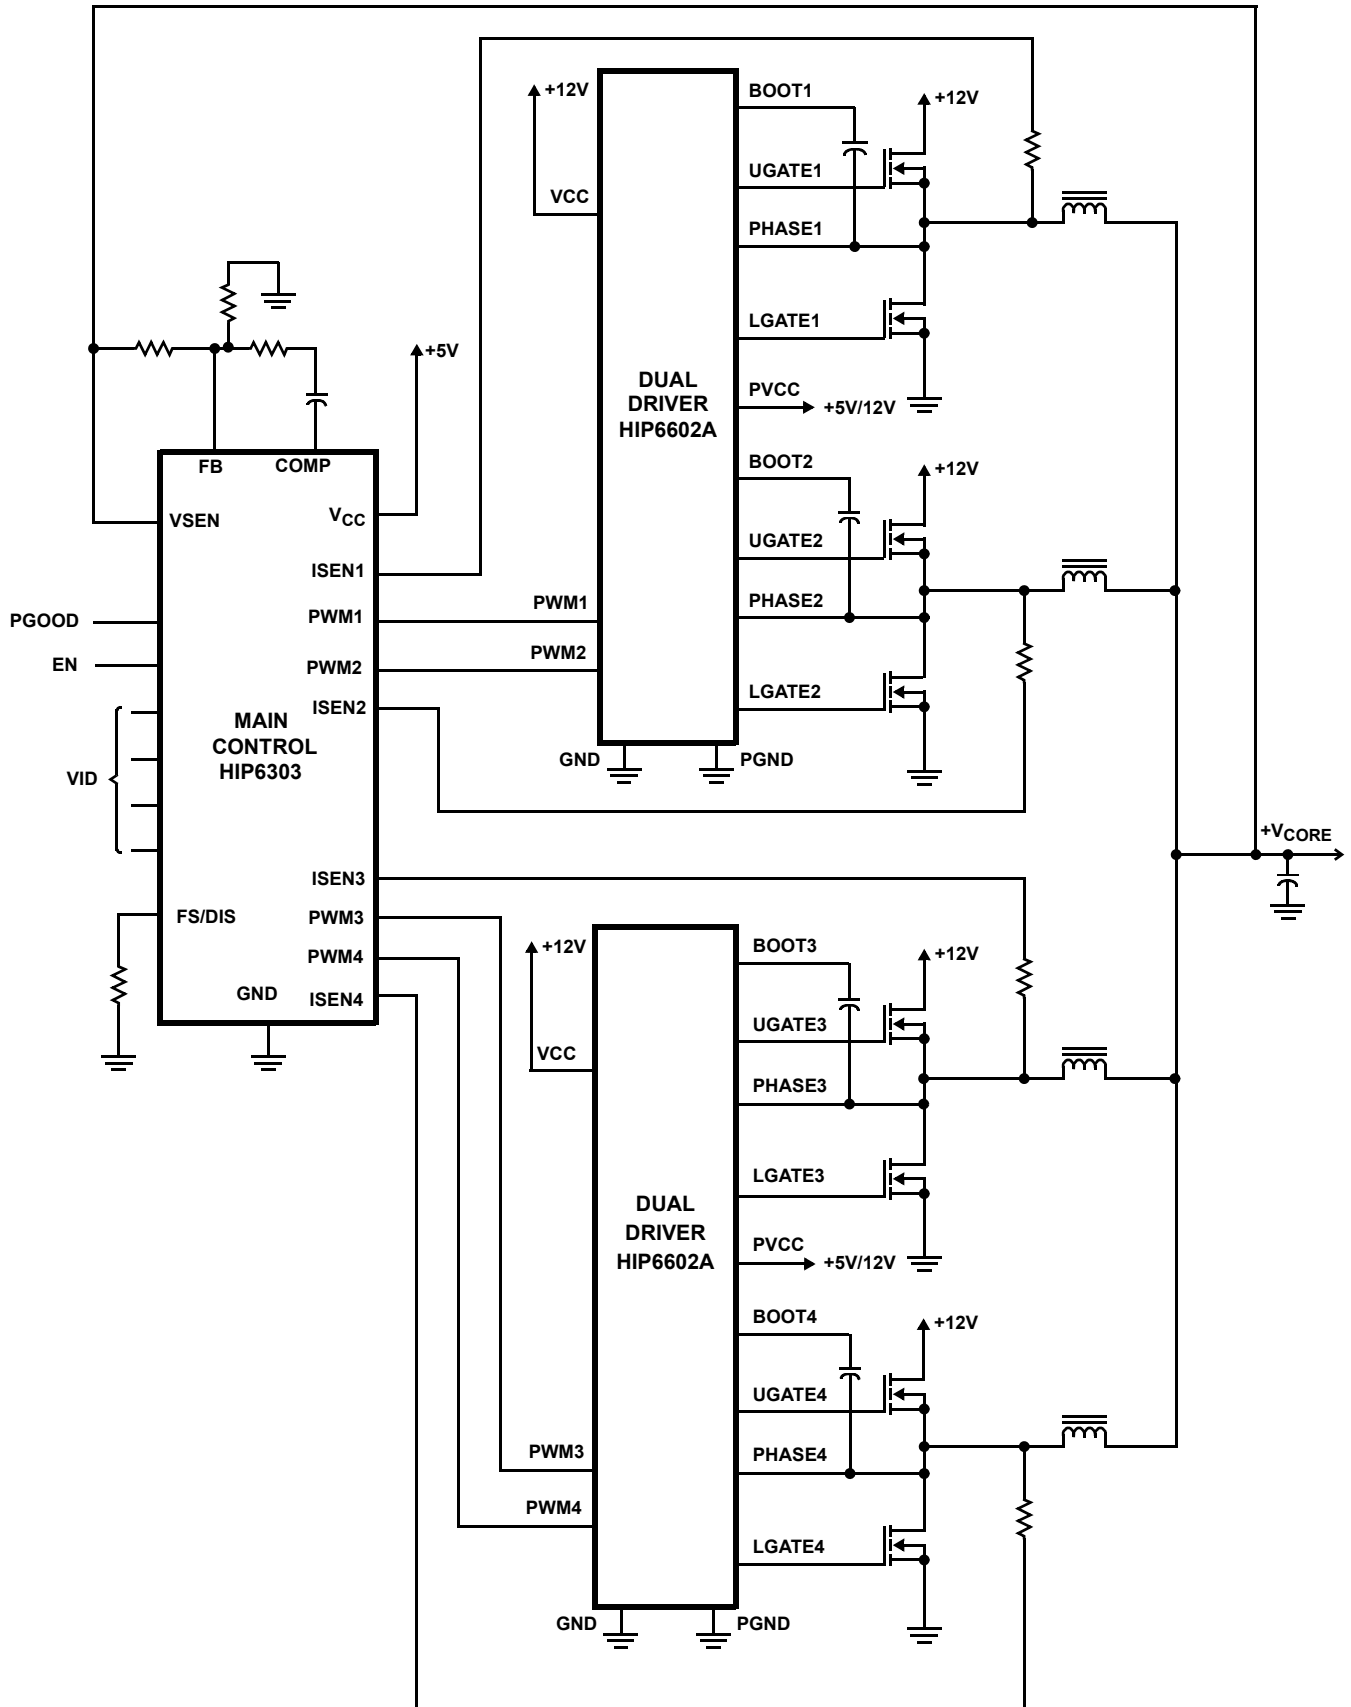 +12V
BOOT1
+12V
UGATE1
VCC
PHASE1
LGATE1
+5V
DUAL
DRIVER
HIP6602A
PVCC
+5V/12V
FB
COMP
BOOT2
+12V
VSEN
VCC
UGATE2
ISEN1
PWM1
PHASE2
PGOOD
PWM1
EN
PWM2
PWM2
LGATE2
ISEN2
MAIN
CONTROL
HIP6303
VID
GND
PGND
+VCORE
ISEN3
FS/DIS
PWM3
+12V
BOOT3
+12V
PWM4
GND
ISEN4
UGATE3
VCC
PHASE3
LGATE3
DUAL
DRIVER
HIP6602A
PVCC
+5V/12V
BOOT4
+12V
UGATE4
PWM3
PHASE4
PWM4
LGATE4
GND
PGND